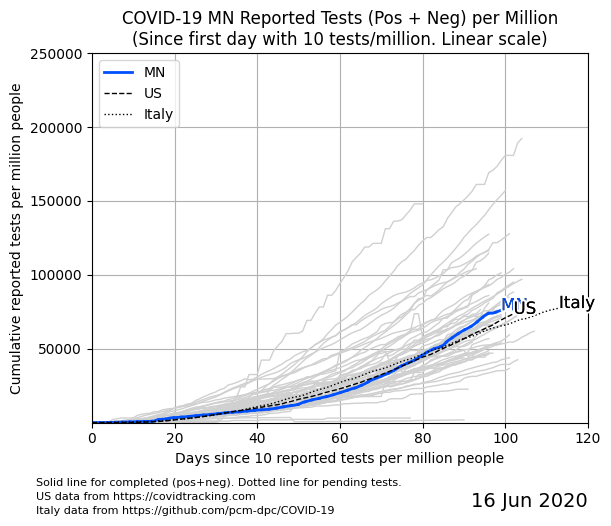 COVID-19 MN Reported Tests (Pos + Neg) per Million
(Since first day with 10 tests/million. Linear scale)
Cumulative reported tests per million people
250000
200000
150000
100000
50000
MN
US
Italy
MN
US
Italy
0 20 40 60 80 100 120
Days since 10 reported tests per million people
Solid line for completed (pos+neg). Dotted line for pending tests.
US data from https://covidtracking.com
Italy data from https://github.com/pcm-dpc/COVID-19
16 Jun 2020